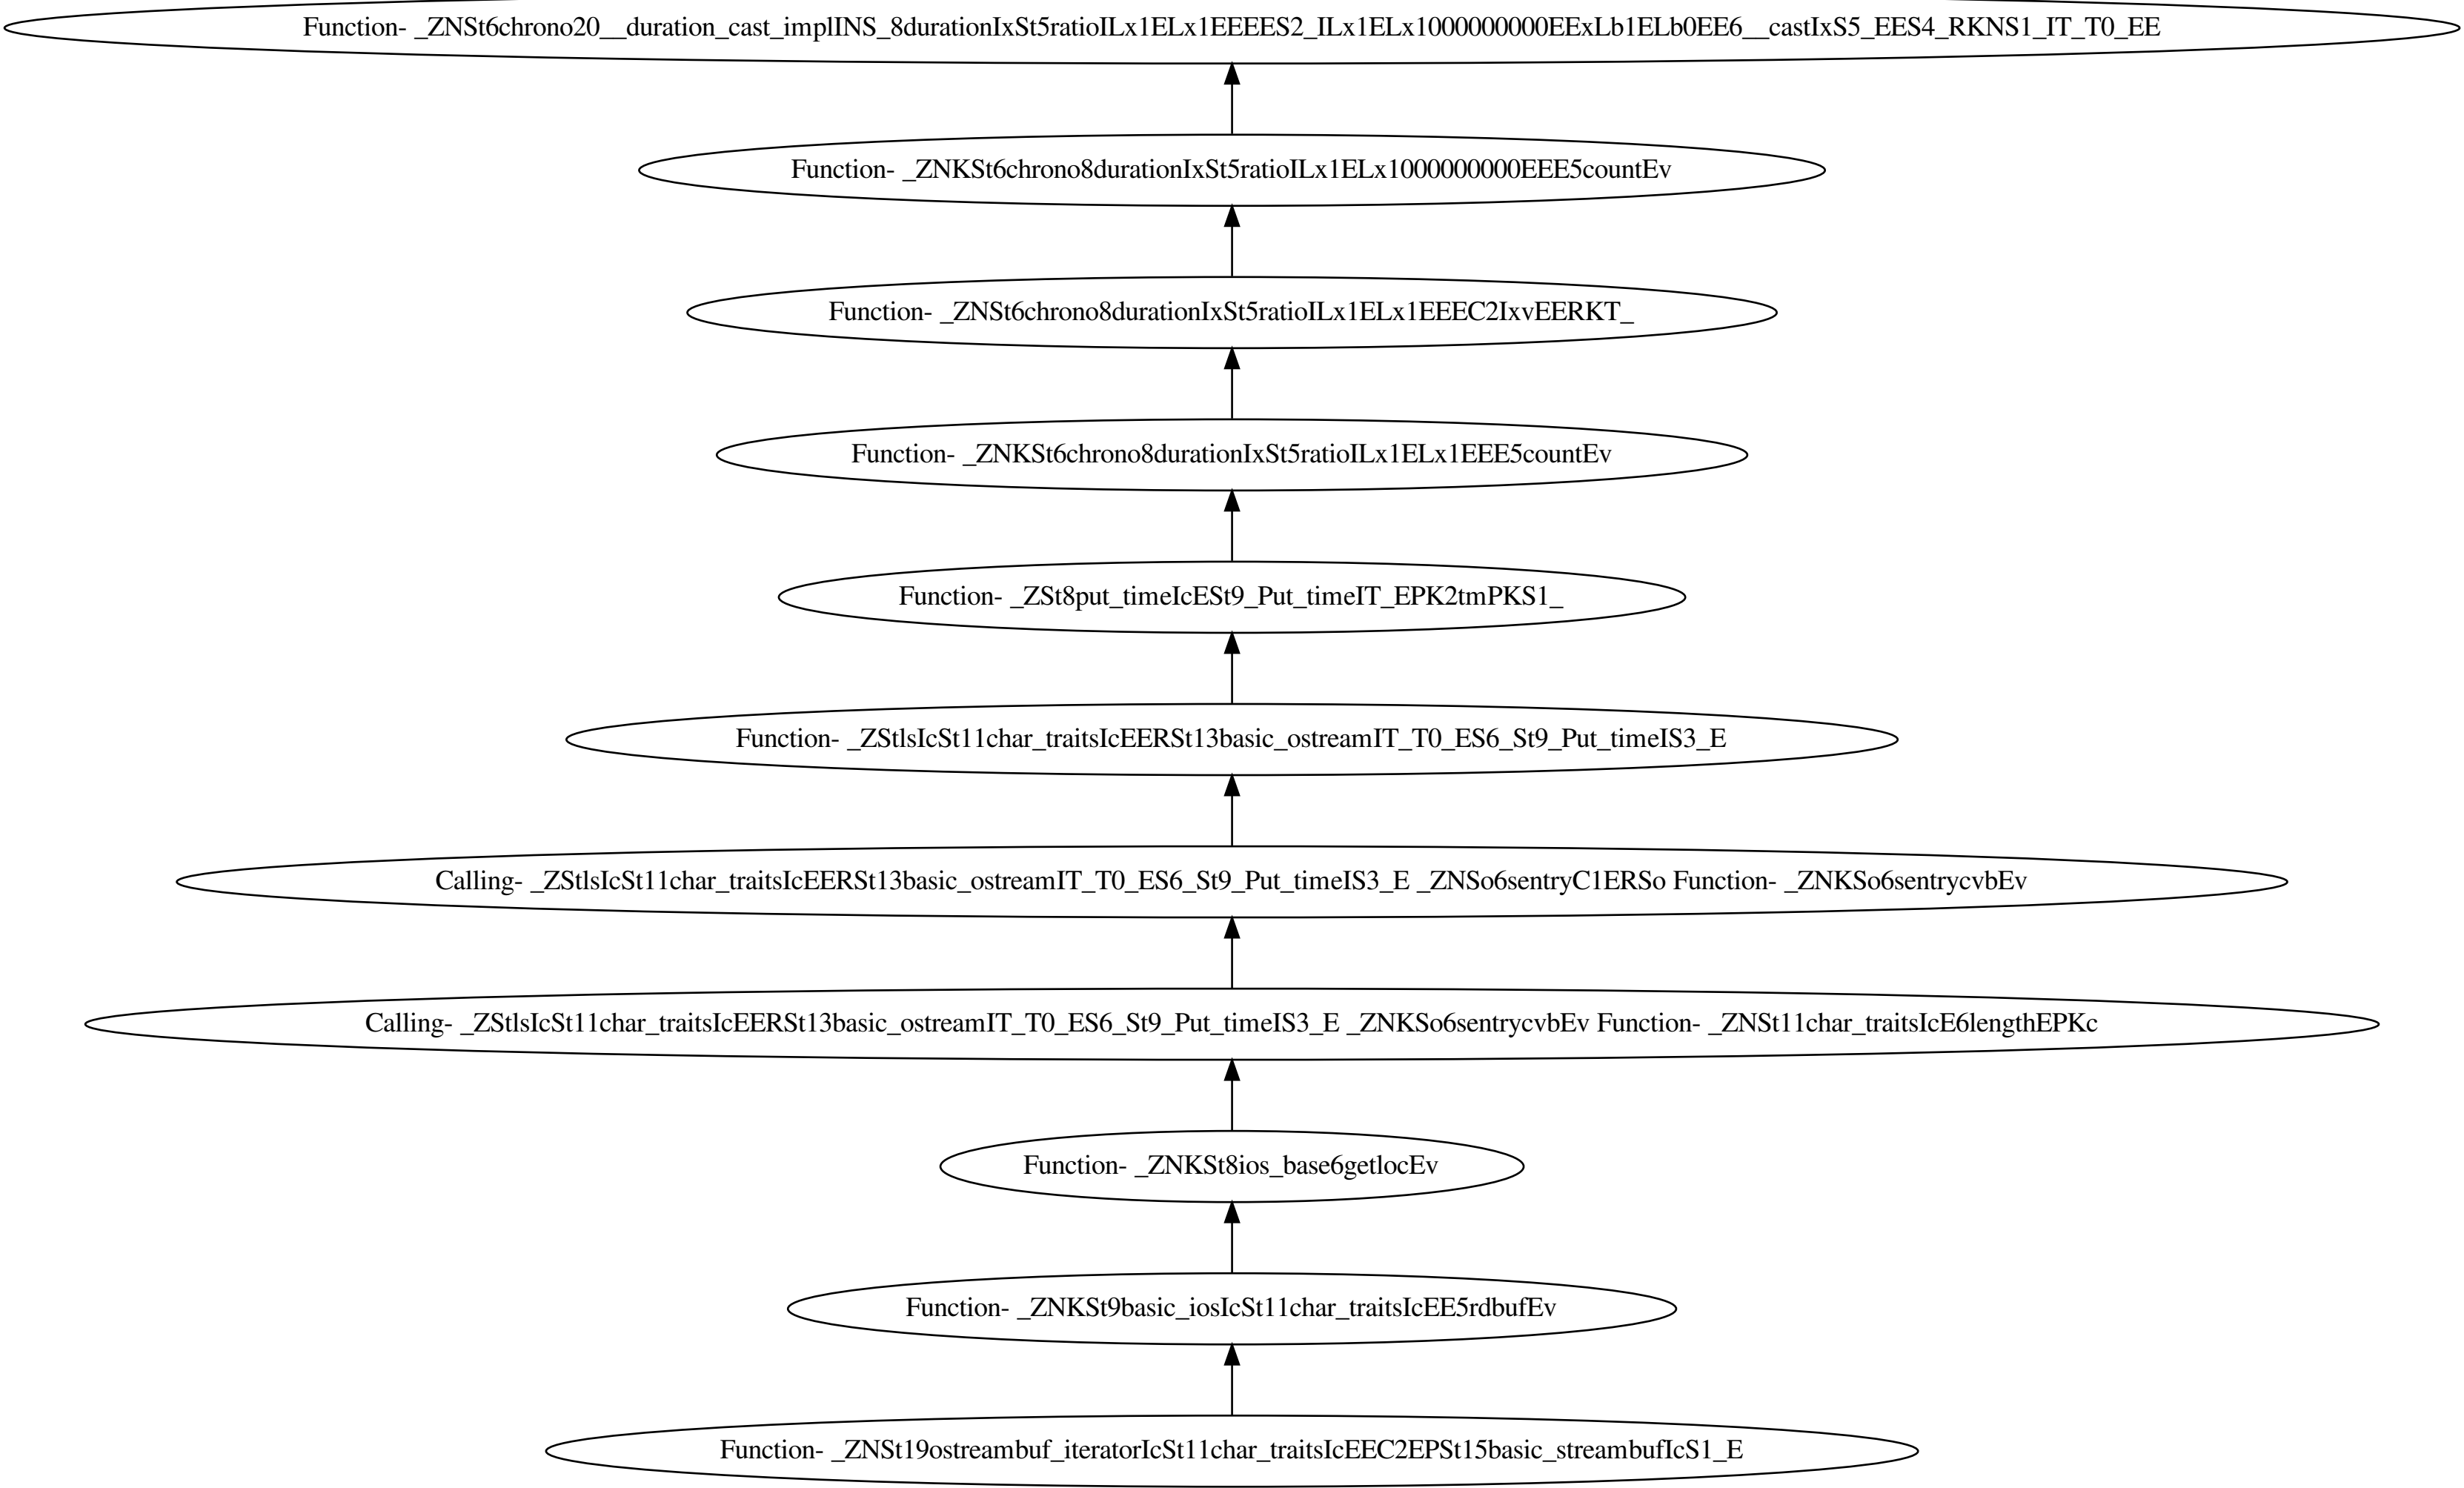 Function- _ZNSt6chrono20__duration_cast_implINS_8durationIxSt5ratioILx1ELx1EEEES2_ILx1ELx1000000000EExLb1ELb0EE6__castIxS5_EES4_RKNS1_IT_T0_EE
Function- _ZNKSt6chrono8durationIxSt5ratioILx1ELx1000000000EEE5countEv
Function- _ZNSt6chrono8durationIxSt5ratioILx1ELx1EEEC2IxvEERKT_
Function- _ZNKSt6chrono8durationIxSt5ratioILx1ELx1EEE5countEv
Function- _ZSt8put_timeIcESt9_Put_timeIT_EPK2tmPKS1_
Function- _ZStlsIcSt11char_traitsIcEERSt13basic_ostreamIT_T0_ES6_St9_Put_timeIS3_E
Calling- _ZStlsIcSt11char_traitsIcEERSt13basic_ostreamIT_T0_ES6_St9_Put_timeIS3_E _ZNSo6sentryC1ERSo Function- _ZNKSo6sentrycvbEv
Calling- _ZStlsIcSt11char_traitsIcEERSt13basic_ostreamIT_T0_ES6_St9_Put_timeIS3_E _ZNKSo6sentrycvbEv Function- _ZNSt11char_traitsIcE6lengthEPKc
Function- _ZNKSt8ios_base6getlocEv
Function- _ZNKSt9basic_iosIcSt11char_traitsIcEE5rdbufEv
Function- _ZNSt19ostreambuf_iteratorIcSt11char_traitsIcEEC2EPSt15basic_streambufIcS1_E